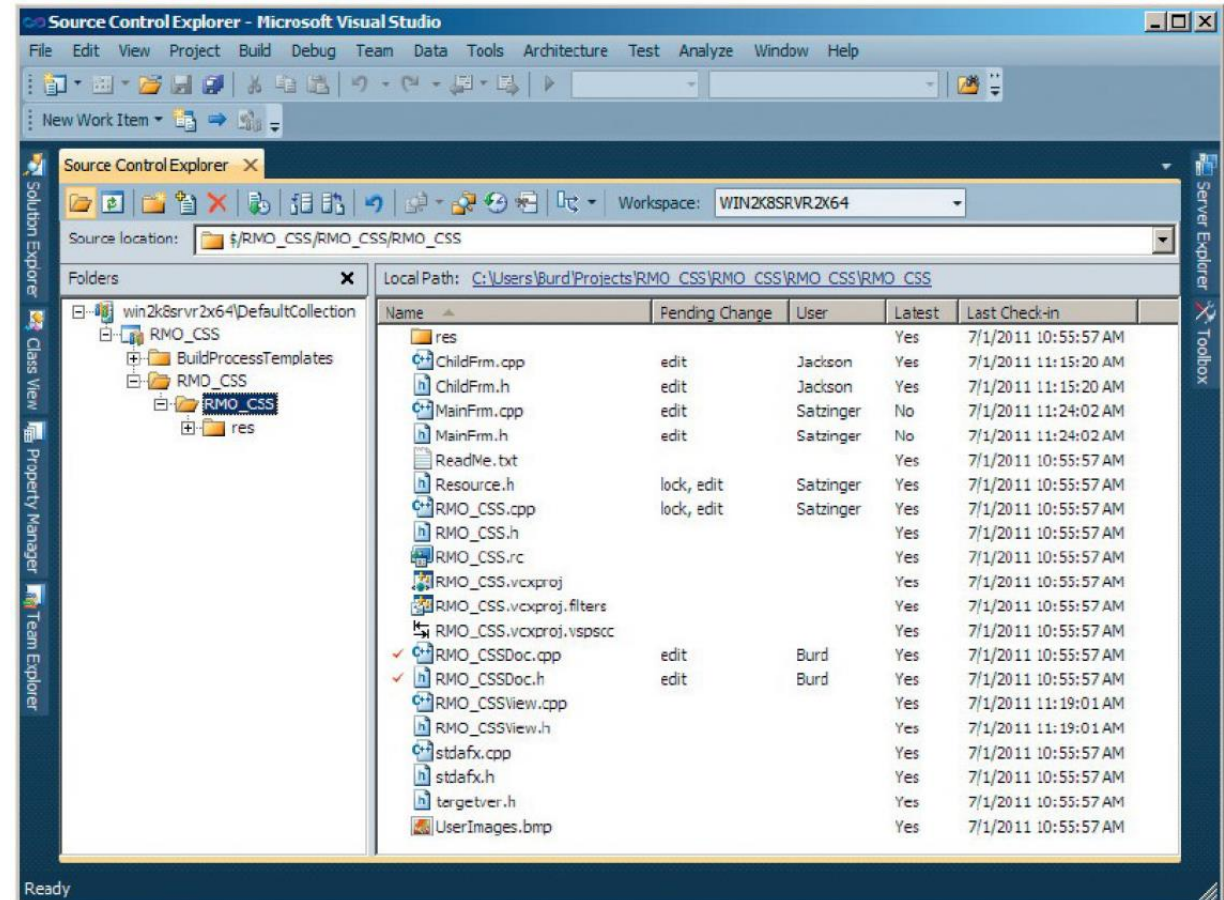 Source Control Explorer - Microsoft Visual Studio
File Edit View Project Build Debug Team Data Tools Architecture Test Analyze Window Help
New Work Item
Solution Explorer
Class View
Property Manager
Team Explorer
Source Control Explorer
Workspace: WIN2K8SRVR2X64
Source location: $/RMO_CSS/RMO_CSS/RMO_CSS
Folders
win2k8srvr2x64\DefaultCollection
RMO_CSS
BuildProcessTemplates
RMO_CSS
RMO_CSS
res
Local Path: C:\Users\Burd\Projects\RMO_CSS\RMO_CSS\RMO_CSS\RMO_CSS
Name Pending Change User Latest Last Check-in
res Yes 7/1/2011 10:55:57 AM
ChildFrm.cpp edit Jackson Yes 7/1/2011 11:15:20 AM
ChildFrm.h edit Jackson Yes 7/1/2011 11:15:20 AM
MainFrm.cpp edit Satzinger No 7/1/2011 11:24:02 AM
MainFrm.h edit Satzinger No 7/1/2011 11:24:02 AM
ReadMe.txt Yes 7/1/2011 10:55:57 AM
Resource.h lock, edit Satzinger Yes 7/1/2011 10:55:57 AM
RMO_CSS.cpp lock, edit Satzinger Yes 7/1/2011 10:55:57 AM
RMO_CSS.h Yes 7/1/2011 10:55:57 AM
RMO_CSS.rc Yes 7/1/2011 10:55:57 AM
RMO_CSS.vcxproj Yes 7/1/2011 10:55:57 AM
RMO_CSS.vcxproj.filters Yes 7/1/2011 10:55:57 AM
RMO_CSS.vcxproj.vspscc Yes 7/1/2011 10:55:57 AM
RMO_CSSDoc.cpp edit Burd Yes 7/1/2011 10:55:57 AM
RMO_CSSDoc.h edit Burd Yes 7/1/2011 10:55:57 AM
RMO_CSSView.cpp Yes 7/1/2011 11:19:01 AM
RMO_CSSView.h Yes 7/1/2011 11:19:01 AM
stdafx.cpp Yes 7/1/2011 10:55:57 AM
stdafx.h Yes 7/1/2011 10:55:57 AM
targetver.h Yes 7/1/2011 10:55:57 AM
UserImages.bmp Yes 7/1/2011 10:55:57 AM
Server Explorer
Toolbox
Ready